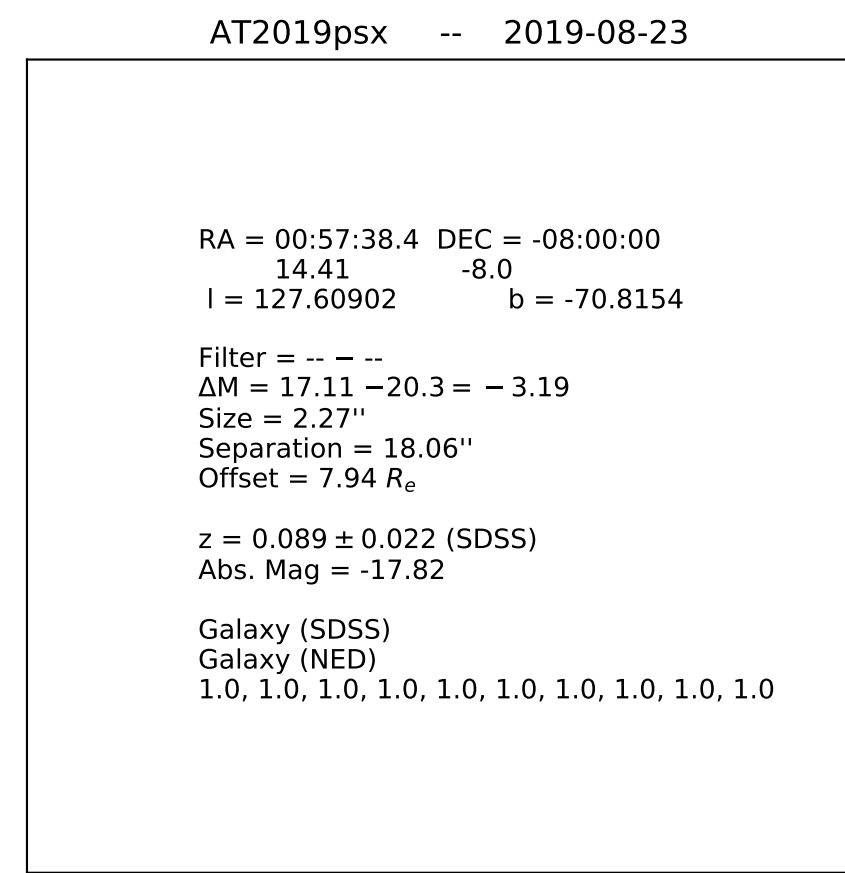 AT2019psx -- 2019-08-23
RA = 00:57:38.4 DEC = -08:00:00
14.41 -8.0
l = 127.60902 b = -70.8154
Filter = -- − --
ΔM = 17.11 −20.3 = − 3.19
Size = 2.27''
Separation = 18.06''
Offset = 7.94 Rₑ
z = 0.089 ± 0.022 (SDSS)
Abs. Mag = -17.82
Galaxy (SDSS)
Galaxy (NED)
1.0, 1.0, 1.0, 1.0, 1.0, 1.0, 1.0, 1.0, 1.0, 1.0